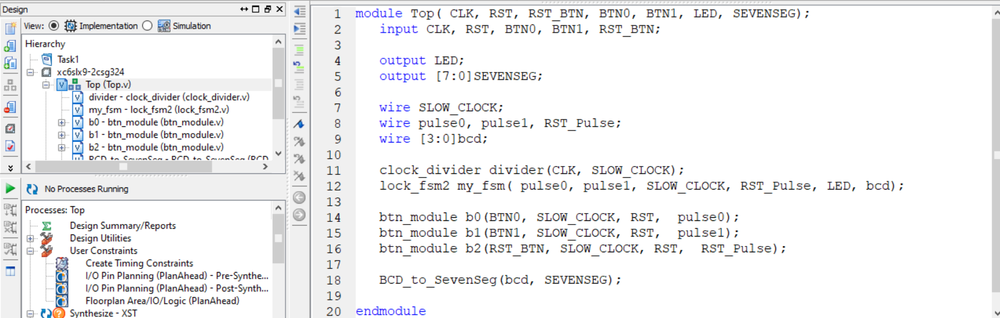 Design
View: Implementation Simulation
Hierarchy
Task1
xc6slx9-2csg324
Top (Top.v)
divider - clock_divider (clock_divider.v)
my_fsm - lock_fsm2 (lock_fsm2.v)
b0 - btn_module (btn_module.v)
b1 - btn_module (btn_module.v)
b2 - btn_module (btn_module.v)
BCD_to_SevenSeg - BCD_to_SevenSeg (BCD
No Processes Running
Processes: Top
Design Summary/Reports
Design Utilities
User Constraints
Create Timing Constraints
I/O Pin Planning (PlanAhead) - Pre-Synthe...
I/O Pin Planning (PlanAhead) - Post-Synth...
Floorplan Area/IO/Logic (PlanAhead)
Synthesize - XST
1 module Top( CLK, RST, RST_BTN, BTN0, BTN1, LED, SEVENSEG);
2 input CLK, RST, BTN0, BTN1, RST_BTN;
3
4 output LED;
5 output [7:0]SEVENSEG;
6
7 wire SLOW_CLOCK;
8 wire pulse0, pulse1, RST_Pulse;
9 wire [3:0]bcd;
10
11 clock_divider divider(CLK, SLOW_CLOCK);
12 lock_fsm2 my_fsm( pulse0, pulse1, SLOW_CLOCK, RST_Pulse, LED, bcd);
13
14 btn_module b0(BTN0, SLOW_CLOCK, RST,  pulse0);
15 btn_module b1(BTN1, SLOW_CLOCK, RST,  pulse1);
16 btn_module b2(RST_BTN, SLOW_CLOCK, RST,  RST_Pulse);
17
18 BCD_to_SevenSeg(bcd, SEVENSEG);
19
20 endmodule